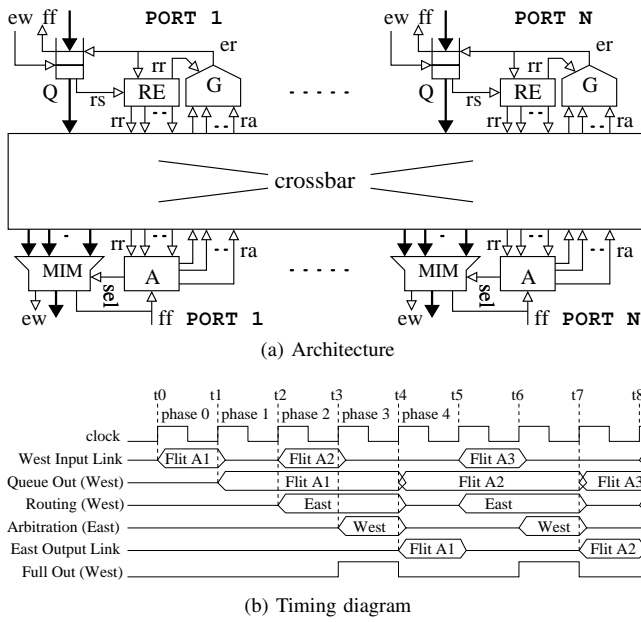 PORT 1
PORT N
ew ff er
ew ff er
rr
rr
Q rs RE G
Q rs RE G
rr ra
rr ra
crossbar
rr ra
rr ra
MIM A
MIM A
sel
sel
ew ff PORT 1
ew ff PORT N
(a) Architecture
t0 t1 t2 t3 t4 t5 t6 t7 t8
phase 0 phase 1 phase 2 phase 3 phase 4
clock
West Input Link Flit A1 Flit A2 Flit A3
Queue Out (West) Flit A1 Flit A2 Flit A3
Routing (West) East East
Arbitration (East) West West
East Output Link Flit A1 Flit A2
Full Out (West)
(b) Timing diagram